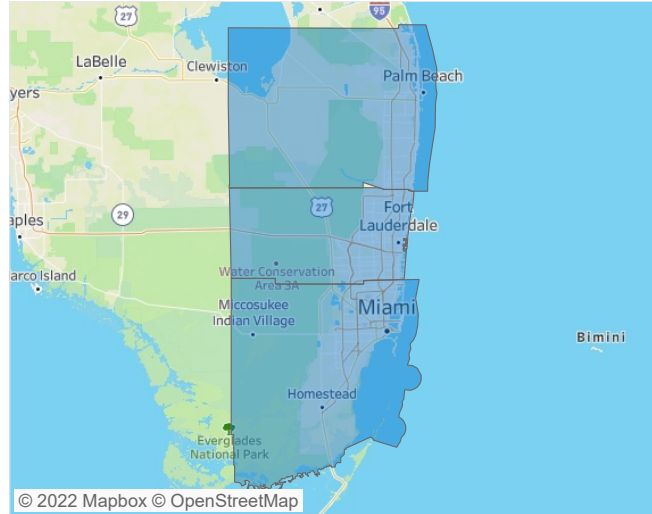 27
95
LaBelle
Clewiston
Palm Beach
yers
29
27
Fort
Lauderdale
aples
Water Conservation
Area 3A
arco Island
Miccosukee
Indian Village
Miami
Bimini
Homestead
Everglades
National Park
© 2022 Mapbox © OpenStreetMap